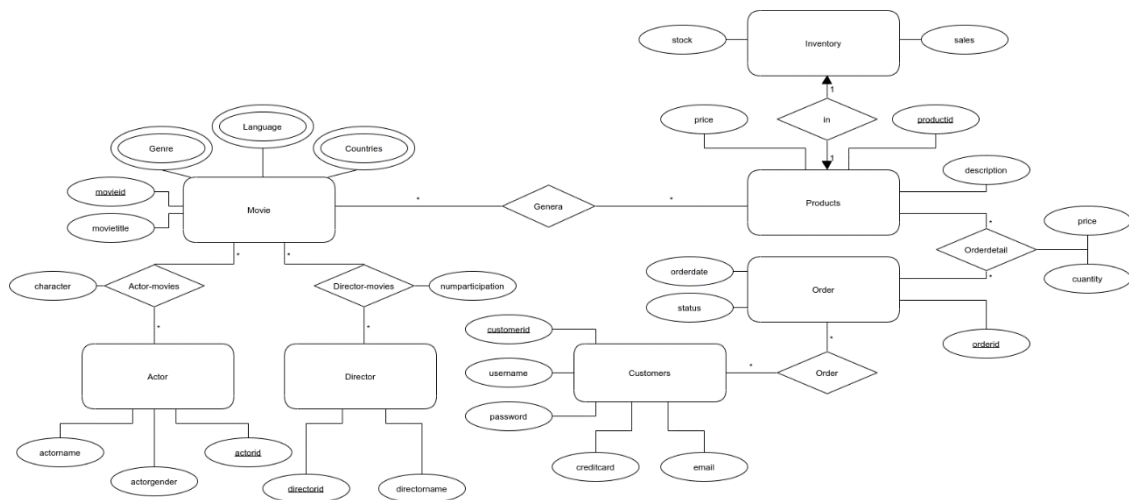 stock
Inventory
sales
1
in
1
price
productid
Language
Genre
Countries
movieid
movietitle
Movie
*
Genera
*
Products
description
*
Orderdetail
*
price
cuantity
*
*
character
Actor-movies
Director-movies
numparticipation
*
*
orderdate
status
Order
orderid
*
Order
*
customerid
username
password
Customers
creditcard
email
Actor
Director
actorname
actorgender
actorid
directorid
directorname